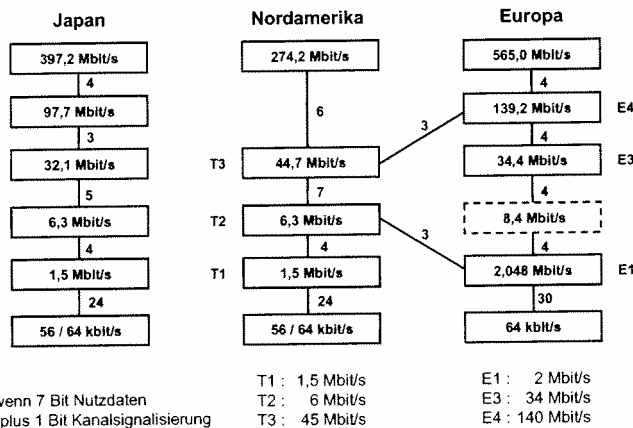 Japan Nordamerika Europa
397,2 Mbit/s 274,2 Mbit/s 565,0 Mbit/s
4 4
97,7 Mbit/s 6 139,2 Mbit/s E4
3 3 4
32,1 Mbit/s T3 44,7 Mbit/s 34,4 Mbit/s E3
5 7 4
6,3 Mbit/s T2 6,3 Mbit/s 8,4 Mbit/s
4 4 3 4
1,5 Mbit/s T1 1,5 Mbit/s 2,048 Mbit/s E1
24 24 30
56 / 64 kbit/s 56 / 64 kbit/s 64 kbit/s
T1 : 1,5 Mbit/s E1 : 2 Mbit/s
wenn 7 Bit Nutzdaten T2 : 6 Mbit/s E3 : 34 Mbit/s
plus 1 Bit Kanalsignalisierung T3 : 45 Mbit/s E4 : 140 Mbit/s